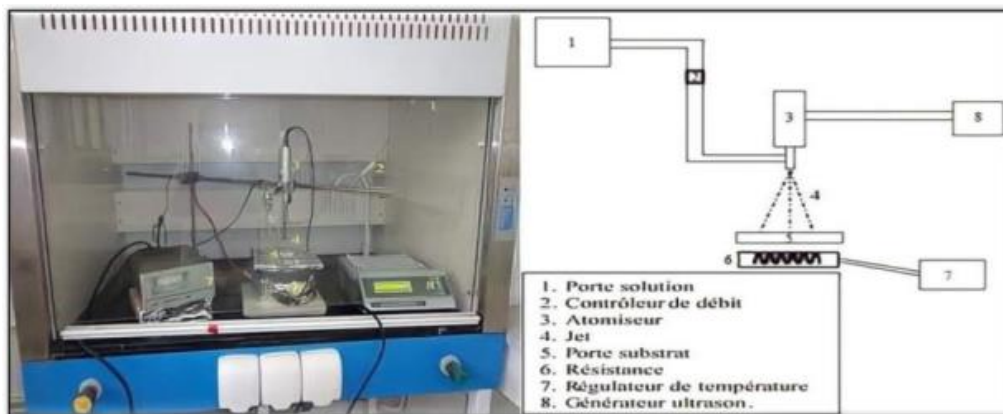 1
2
3
8
4
5
6
7
1. Porte solution
2. Contrôleur de débit
3. Atomiseur
4. Jet
5. Porte substrat
6. Résistance
7. Régulateur de température
8. Générateur ultrason.